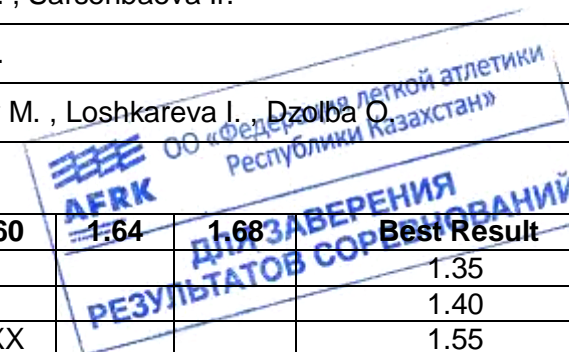 M. , Loshkareva I. , Dzolba O.
ОО «Федерация легкой атлетики
Республики Казахстан»
AFRK
ДЛЯ ЗАВЕРЕНИЯ
РЕЗУЛЬТАТОВ СОРЕВНОВАНИЙ
60 1.64 1.68 Best Result
1.35
1.40
XX 1.55